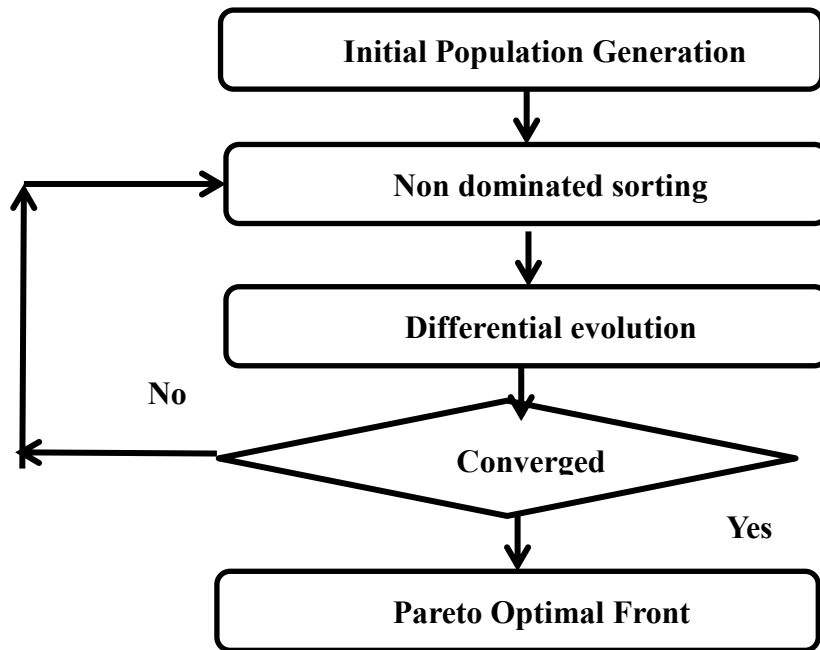 Initial Population Generation
Non dominated sorting
Differential evolution
No
Converged
Yes
Pareto Optimal Front